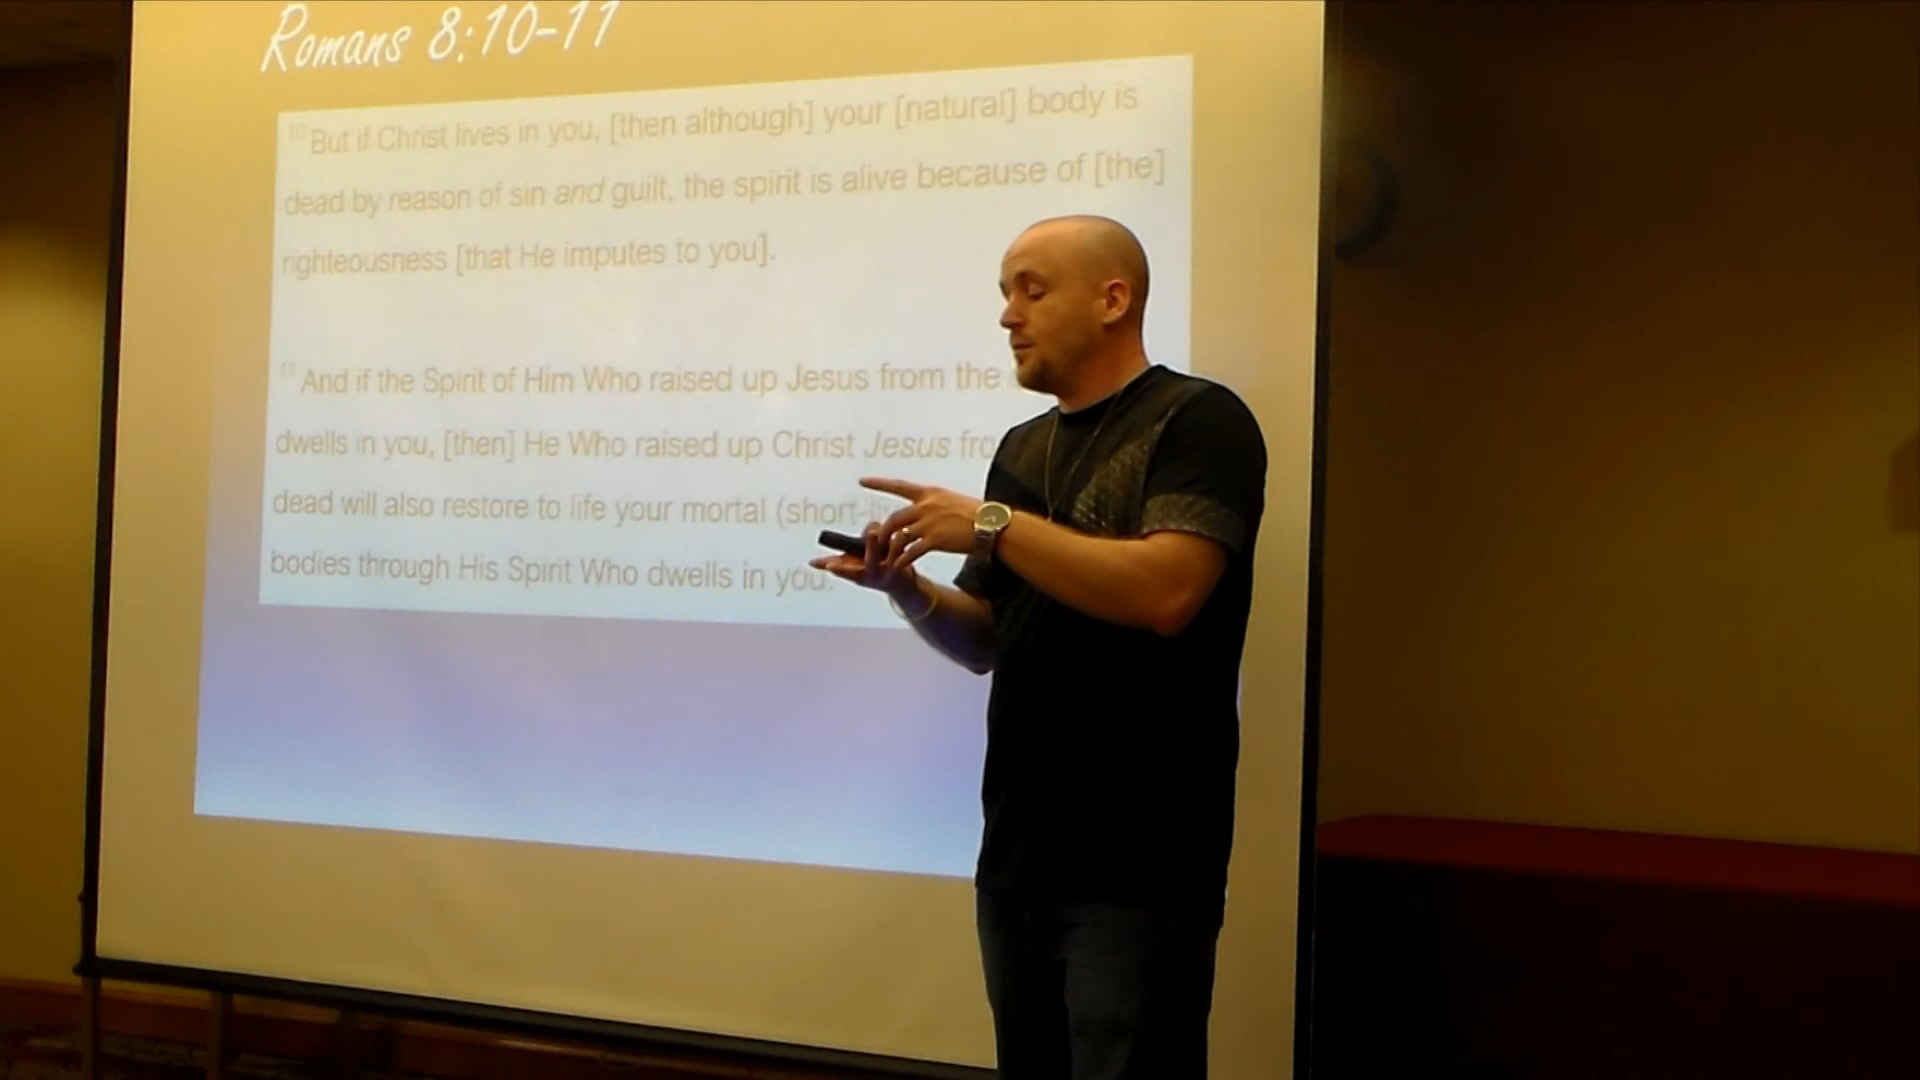 Romans 8:10-11
10 But if Christ lives in you, [then although] your [natural] body is
dead by reason of sin and guilt, the spirit is alive because of [the]
righteousness [that He imputes to you].
11 And if the Spirit of Him Who raised up Jesus from the
dwells in you, [then] He Who raised up Christ Jesus
dead will also restore to life your mortal (short-
bodies through His Spirit Who dwells in you.